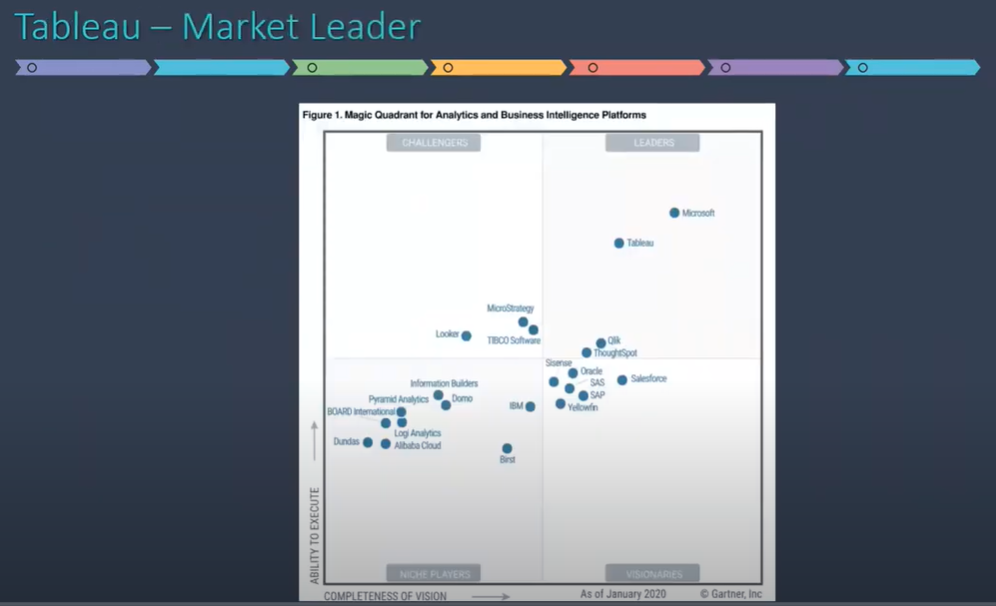 Tableau – Market Leader
Figure 1. Magic Quadrant for Analytics and Business Intelligence Platforms
CHALLENGERS
LEADERS
Microsoft
Tableau
MicroStrategy
Looker
TIBCO Software
Qlik
ThoughtSpot
Sisense
Oracle
Salesforce
SAS
SAP
Yellowfin
Information Builders
Pyramid Analytics
Domo
BOARD International
IBM
Logi Analytics
Dundas
Alibaba Cloud
Birst
ABILITY TO EXECUTE
NICHE PLAYERS
VISIONARIES
COMPLETENESS OF VISION
As of January 2020
© Gartner, Inc